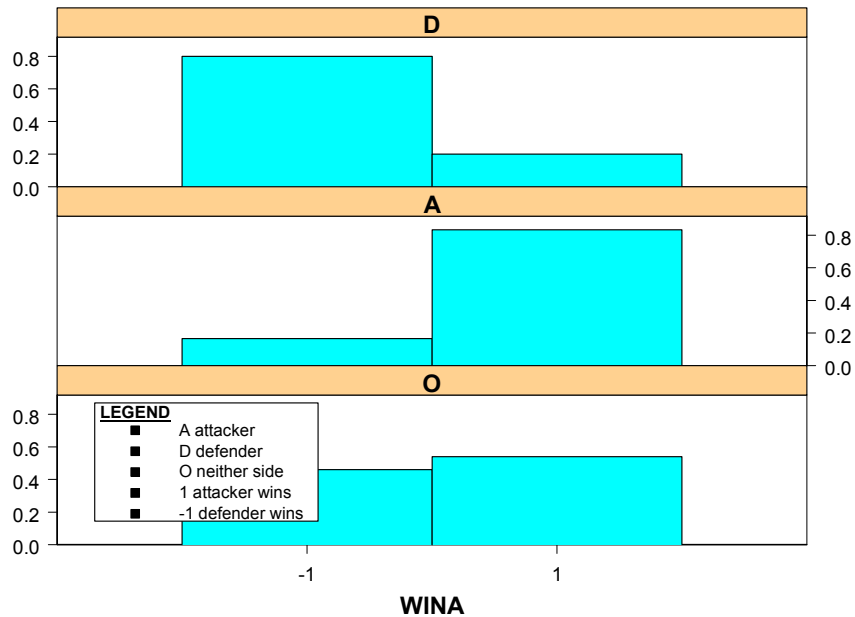 D
0.8
0.6
0.4
0.2
0.0
A
0.8
0.6
0.4
0.2
0.0
O
0.8
0.6
0.4
0.2
0.0
LEGEND
A attacker
D defender
O neither side
1 attacker wins
-1 defender wins
-1 1
WINA